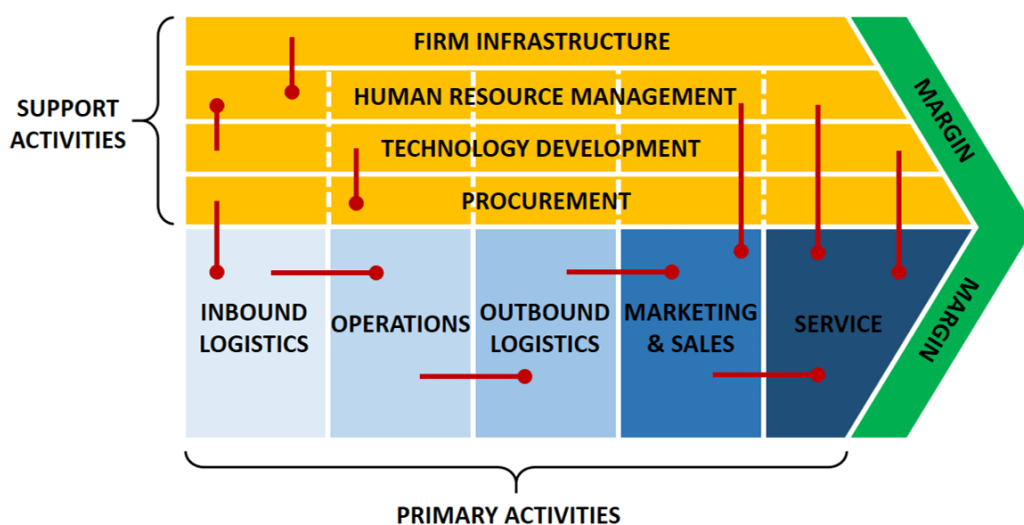 FIRM INFRASTRUCTURE
SUPPORT
ACTIVITIES
HUMAN RESOURCE MANAGEMENT
TECHNOLOGY DEVELOPMENT
PROCUREMENT
MARGIN
INBOUND
LOGISTICS
OPERATIONS
OUTBOUND
LOGISTICS
MARKETING
& SALES
SERVICE
MARGIN
PRIMARY ACTIVITIES